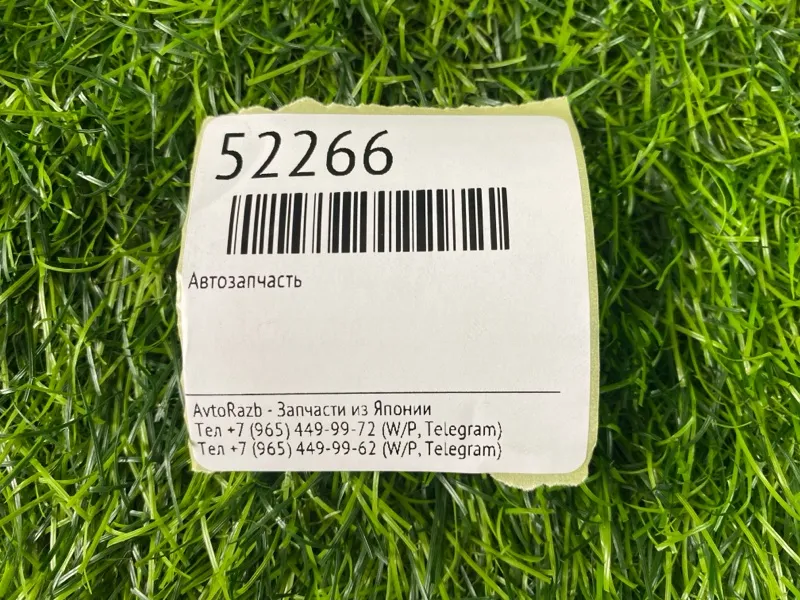 52266
Автозапчасть
AvtoRazb - Запчасти из Японии
Тел +7 (965) 449-99-72 (W/P, Telegram)
Тел +7 (965) 449-99-62 (W/P, Telegram)